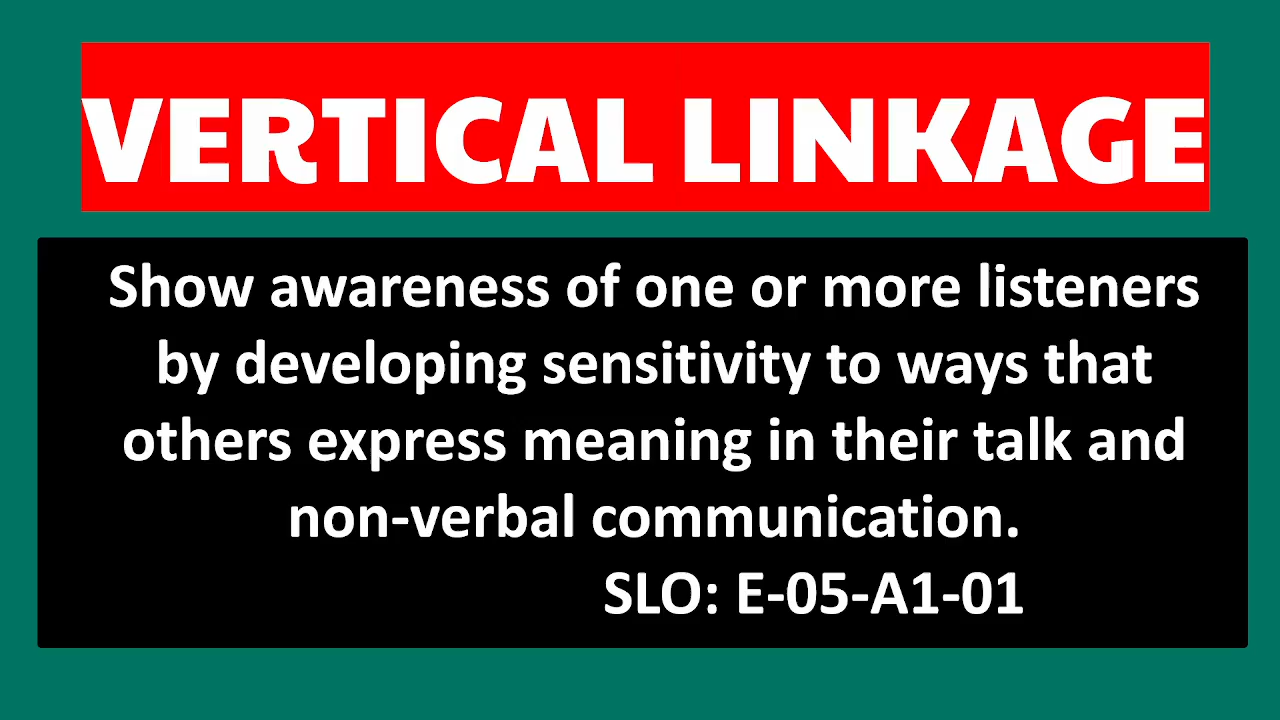 VERTICAL LINKAGE
Show awareness of one or more listeners
by developing sensitivity to ways that
others express meaning in their talk and
non-verbal communication.
SLO: E-05-A1-01